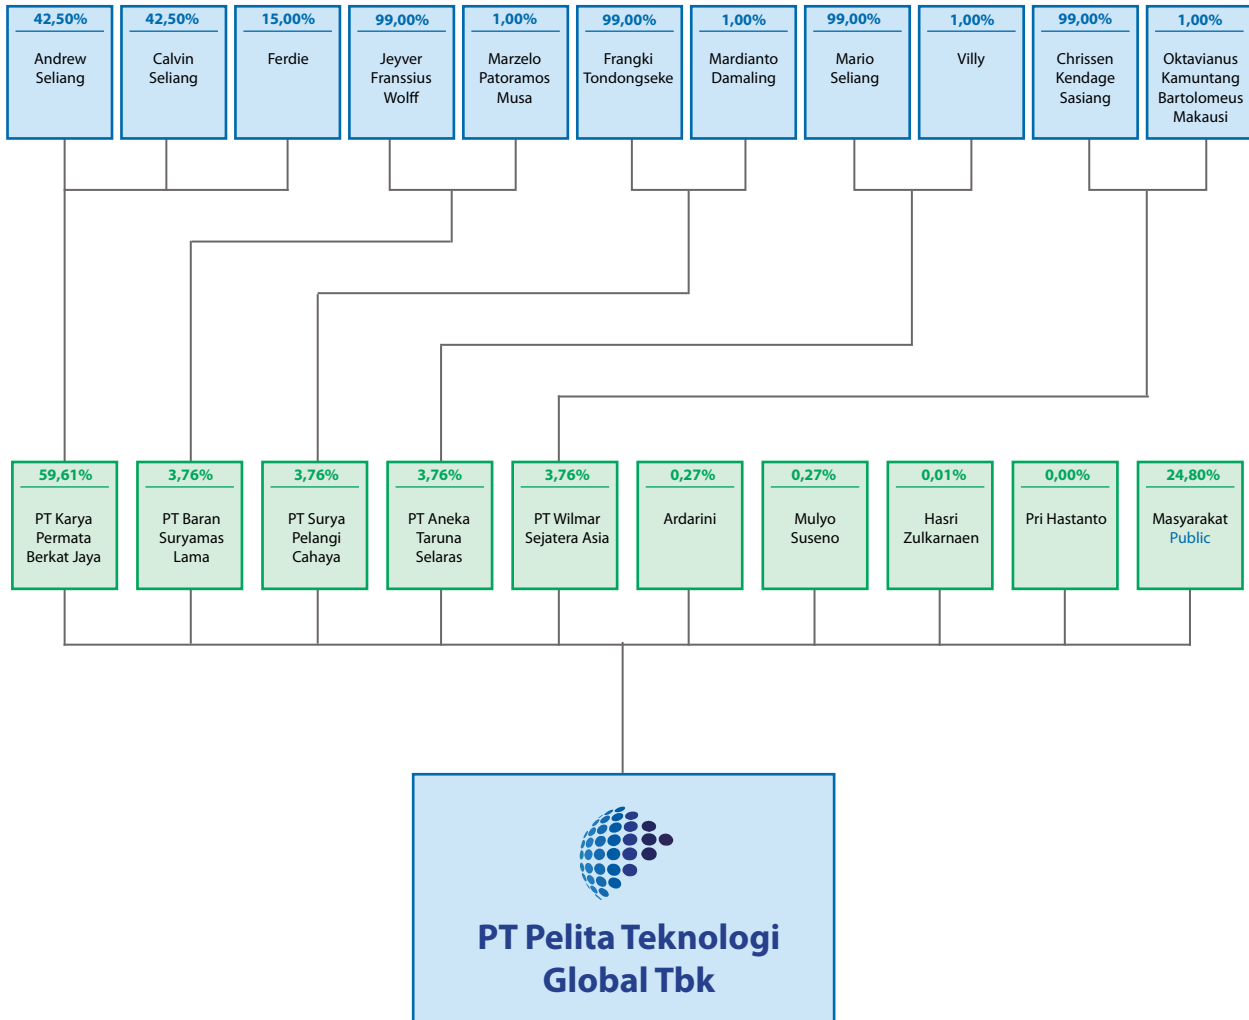 42,50%
Andrew
Seliang
42,50%
Calvin
Seliang
15,00%
Ferdie
99,00%
Jeyver
Franssius
Wolff
1,00%
Marzelo
Patoramos
Musa
99,00%
Frangki
Tondongseke
1,00%
Mardianto
Damaling
99,00%
Mario
Seliang
1,00%
Villy
99,00%
Chrissen
Kendage
Sasiang
1,00%
Oktavianus
Kamuntang
Bartolomeus
Makausi
59,61%
PT Karya
Permata
Berkat Jaya
3,76%
PT Baran
Suryamas
Lama
3,76%
PT Surya
Pelangi
Cahaya
3,76%
PT Aneka
Taruna
Selaras
3,76%
PT Wilmar
Sejatera Asia
0,27%
Ardarini
0,27%
Mulyo
Suseno
0,01%
Hasri
Zulkarnaen
0,00%
Pri Hastanto
24,80%
Masyarakat
Public
PT Pelita Teknologi
Global Tbk